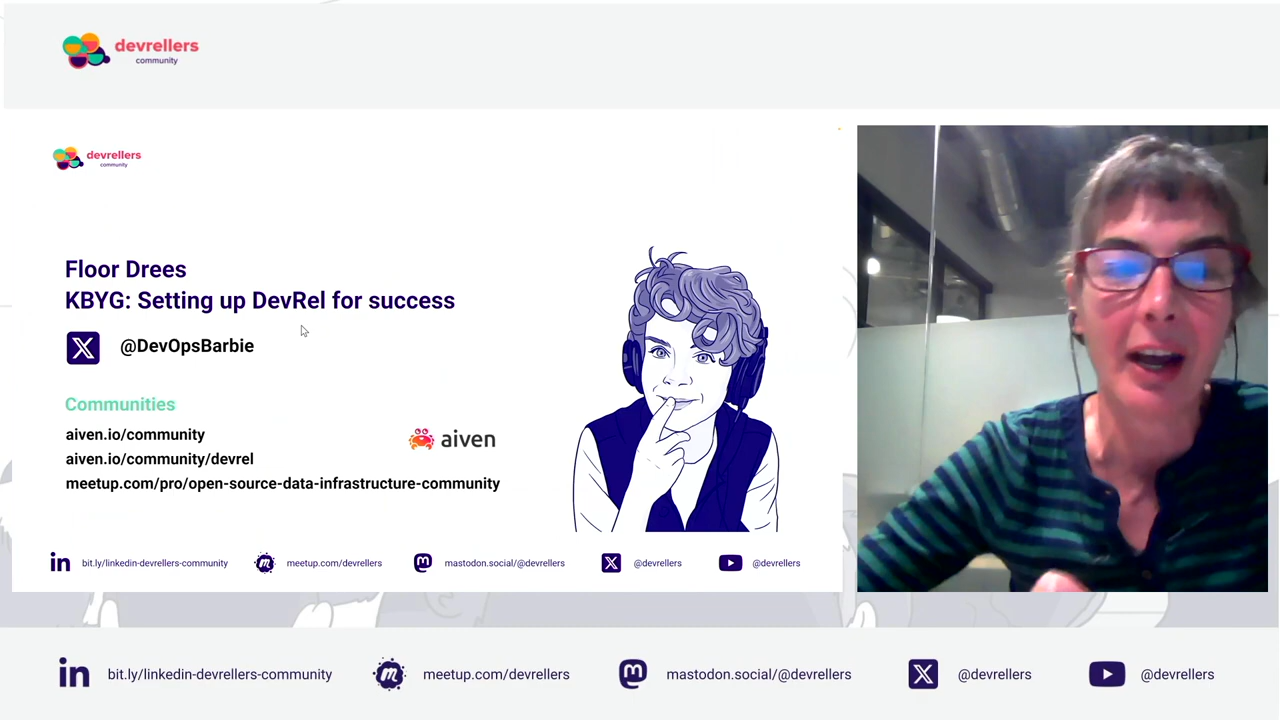 devrellers
community
devrellers
community
Floor Drees
KBYG: Setting up DevRel for success
@DevOpsBarbie
Communities
aiven.io/community
aiven
aiven.io/community/devrel
meetup.com/pro/open-source-data-infrastructure-community
bit.ly/linkedin-devrellers-community
meetup.com/devrellers
mastodon.social/@devrellers
@devrellers
@devrellers
bit.ly/linkedin-devrellers-community
meetup.com/devrellers
mastodon.social/@devrellers
@devrellers
@devrellers